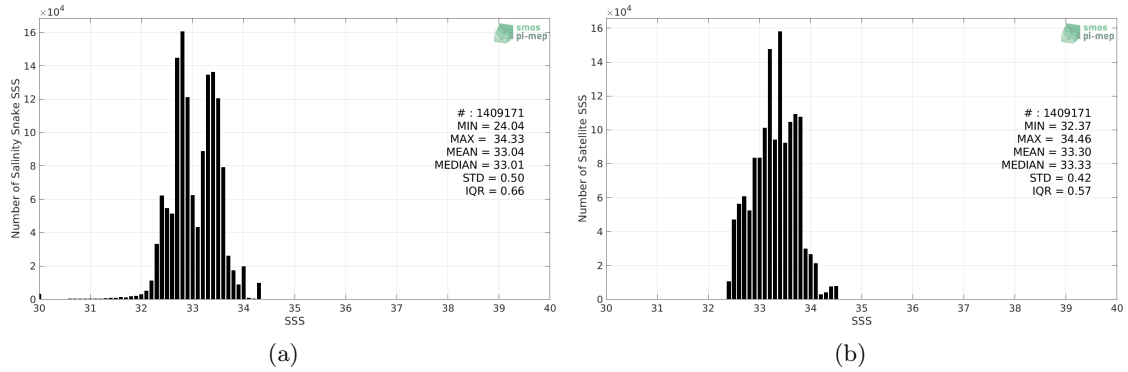 ×10⁴
16
14
12
10
8
6
4
2
0
Number of Salinity Snake SSS
smos
pi-mep
# : 1409171
MIN = 24.04
MAX = 34.33
MEAN = 33.04
MEDIAN = 33.01
STD = 0.50
IQR = 0.66
30 31 32 33 34 35 36 37 38 39 40
SSS
(a)
×10⁴
16
14
12
10
8
6
4
2
0
Number of Satellite SSS
smos
pi-mep
# : 1409171
MIN = 32.37
MAX = 34.46
MEAN = 33.30
MEDIAN = 33.33
STD = 0.42
IQR = 0.57
30 31 32 33 34 35 36 37 38 39 40
SSS
(b)